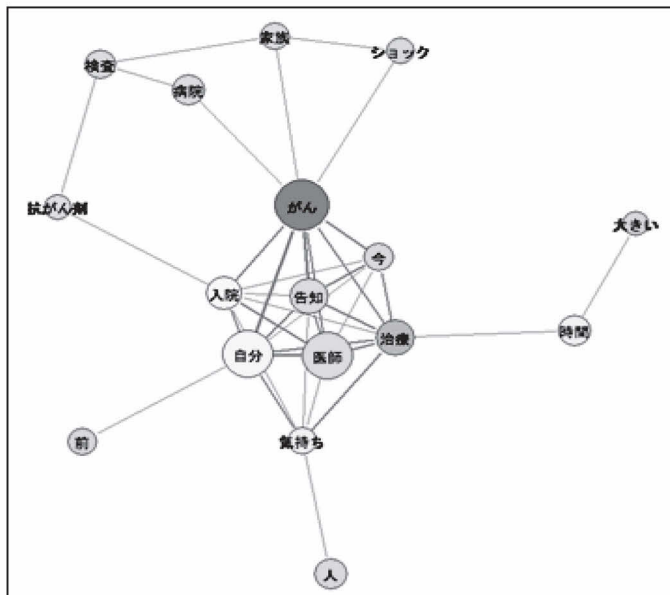 家族
ショック
検査
病院
抗がん剤
がん
大きい
今
入院
告知
時間
治療
自分
医師
前
気持ち
人